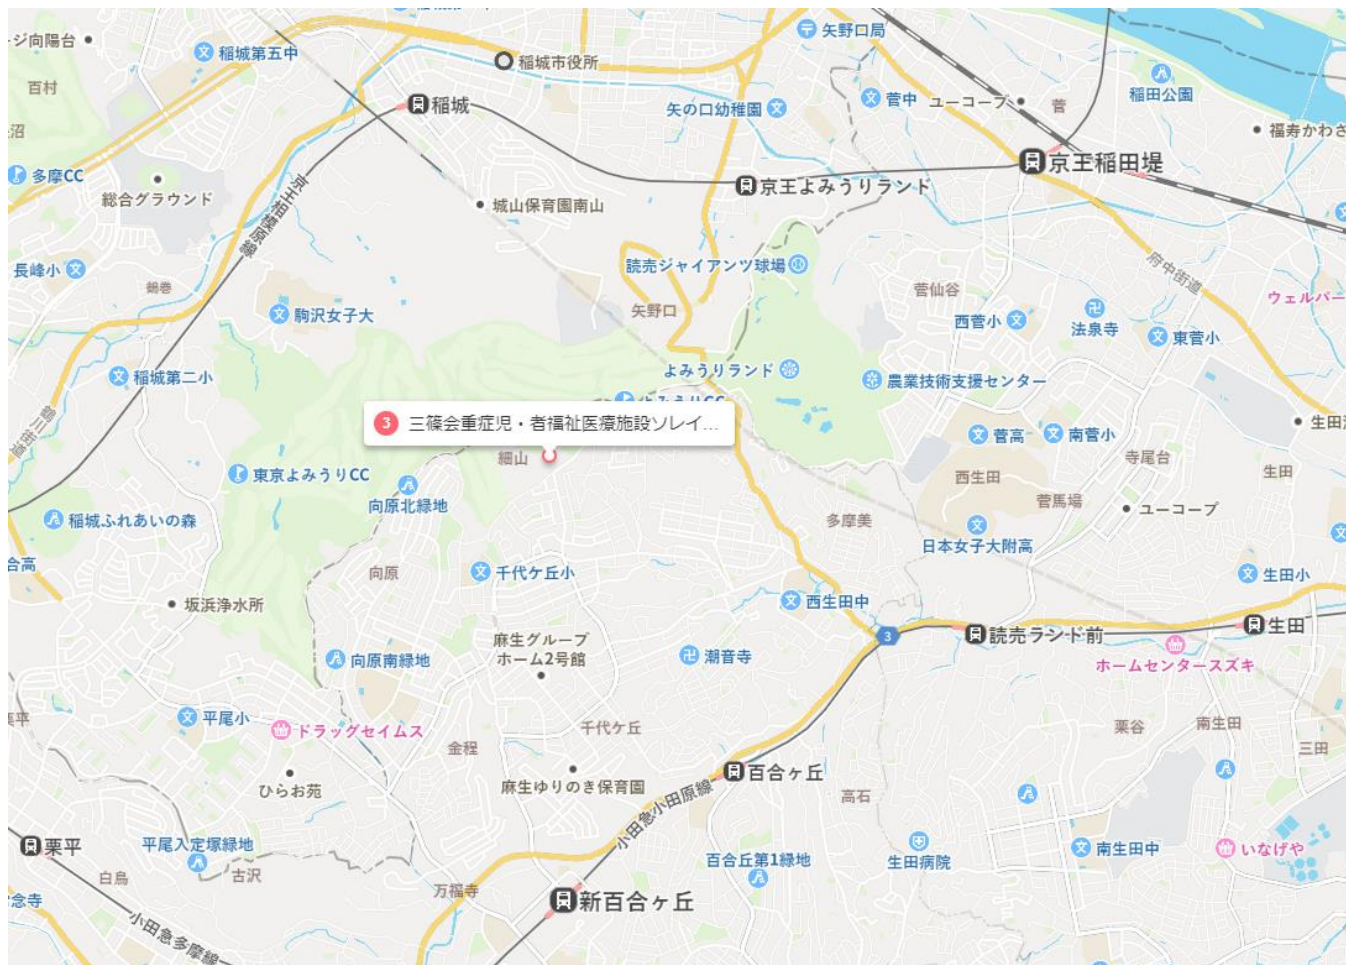 ージ向陽台
稲城第五中
稲城市役所
矢野口局
百村
稲城
矢の口幼稚園
菅中
ユーコープ
菅
稲田公園
福寿かわさ
多摩CC
総合グラウンド
京王稲田堤
京王よみうりランド
城山保育園南山
京王相模原線
長峰小
鶴巻
読売ジャイアンツ球場
府中街道
菅仙谷
ウェルパー
駒沢女子大
矢野口
西菅小
法泉寺
東菅小
稲城第二小
よみうりランド
農業技術支援センター
鶴川街道
3 三篠会重症児・者福祉医療施設ソレイ...
菅高
南菅小
生田
寺尾台
細山
東京よみうりCC
西生田
生田
向原北緑地
菅馬場
ユーコープ
稲城ふれあいの森
多摩美
日本女子大附高
合高
向原
千代ケ丘小
生田小
坂浜浄水所
西生田中
3
読売ランド前
生田
麻生グループ
ホーム2号館
潮音寺
向原南緑地
ホームセンタースズキ
平尾小
ドラッグセイムス
金程
千代ケ丘
栗谷
南生田
三田
ひらお苑
麻生ゆりのき保育園
百合ヶ丘
小田急小田原線
高石
栗平
平尾入定塚緑地
百合丘第1緑地
生田病院
南生田中
いなげや
白鳥
古沢
万福寺
新百合ヶ丘
念寺
小田急多摩線